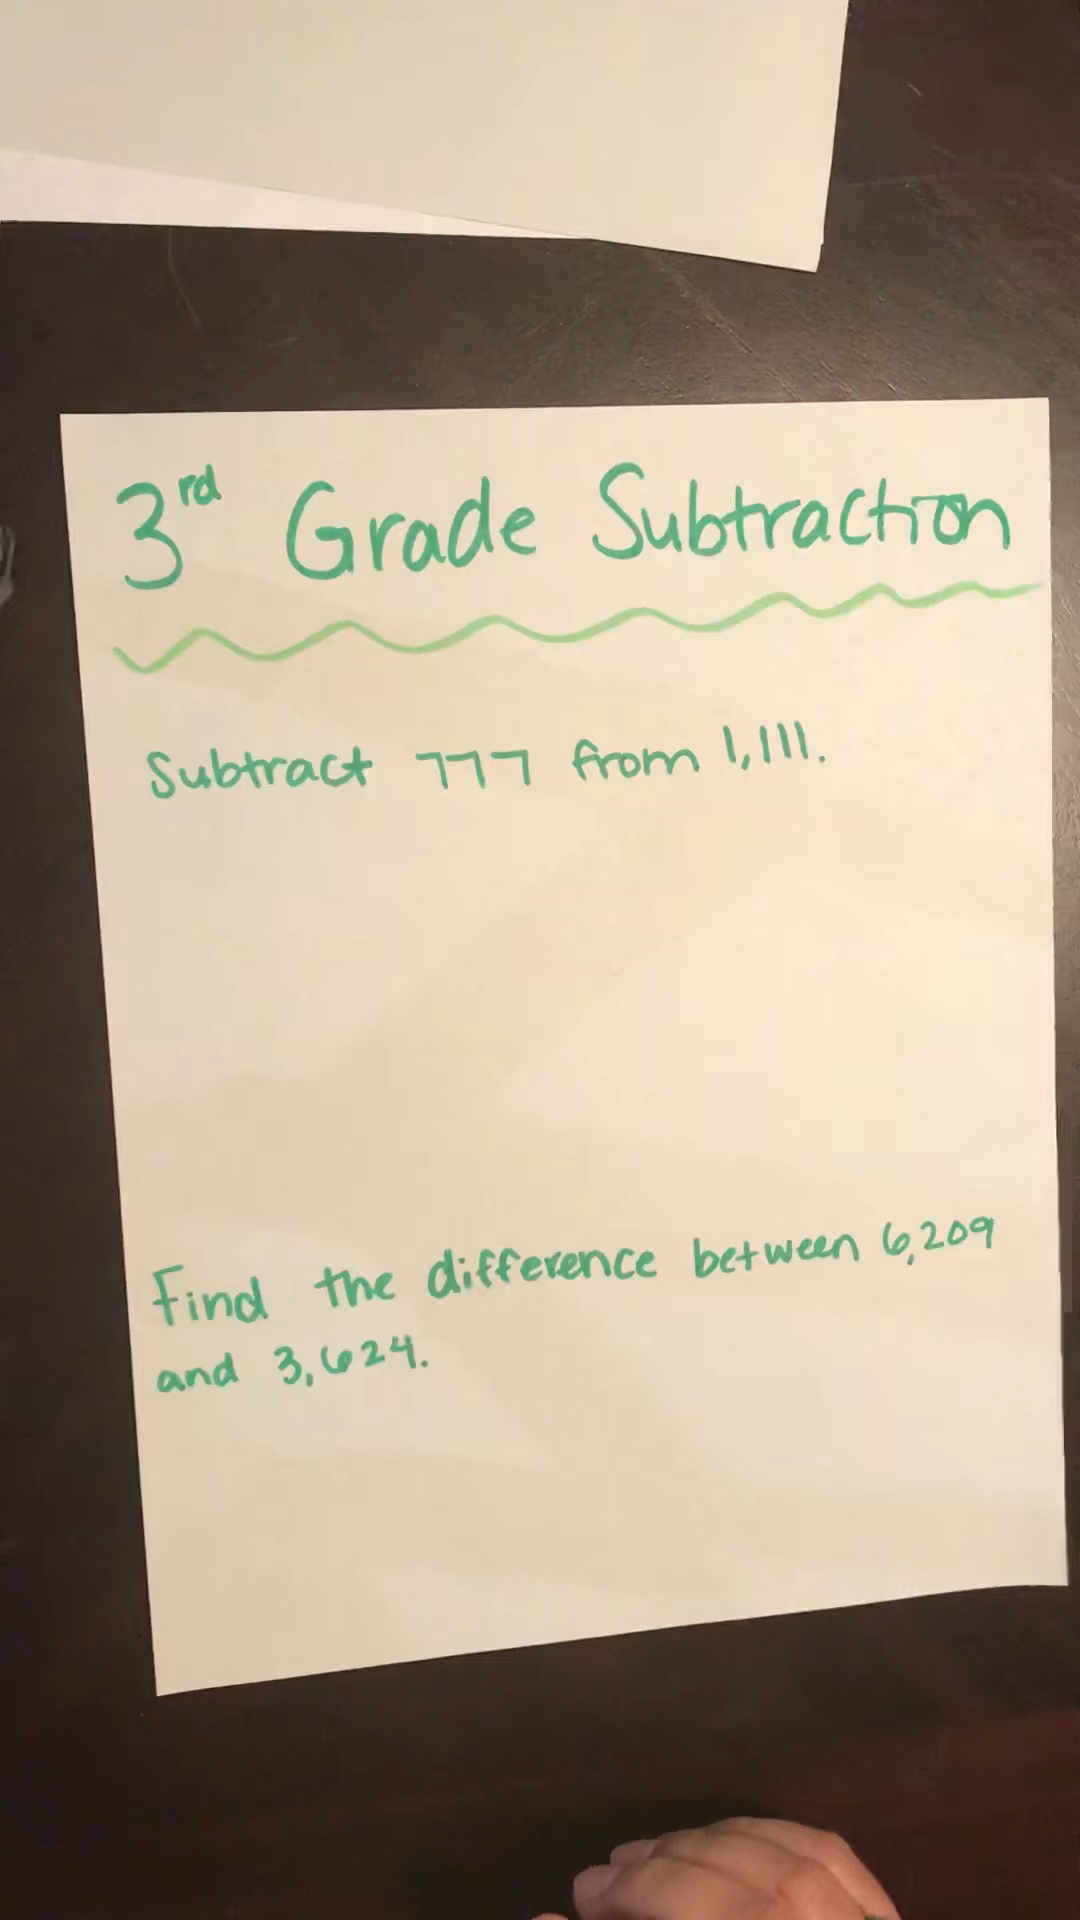 3rd Grade Subtraction
Subtract 777 from 1,111.
Find the difference between 6,209
and 3,624.